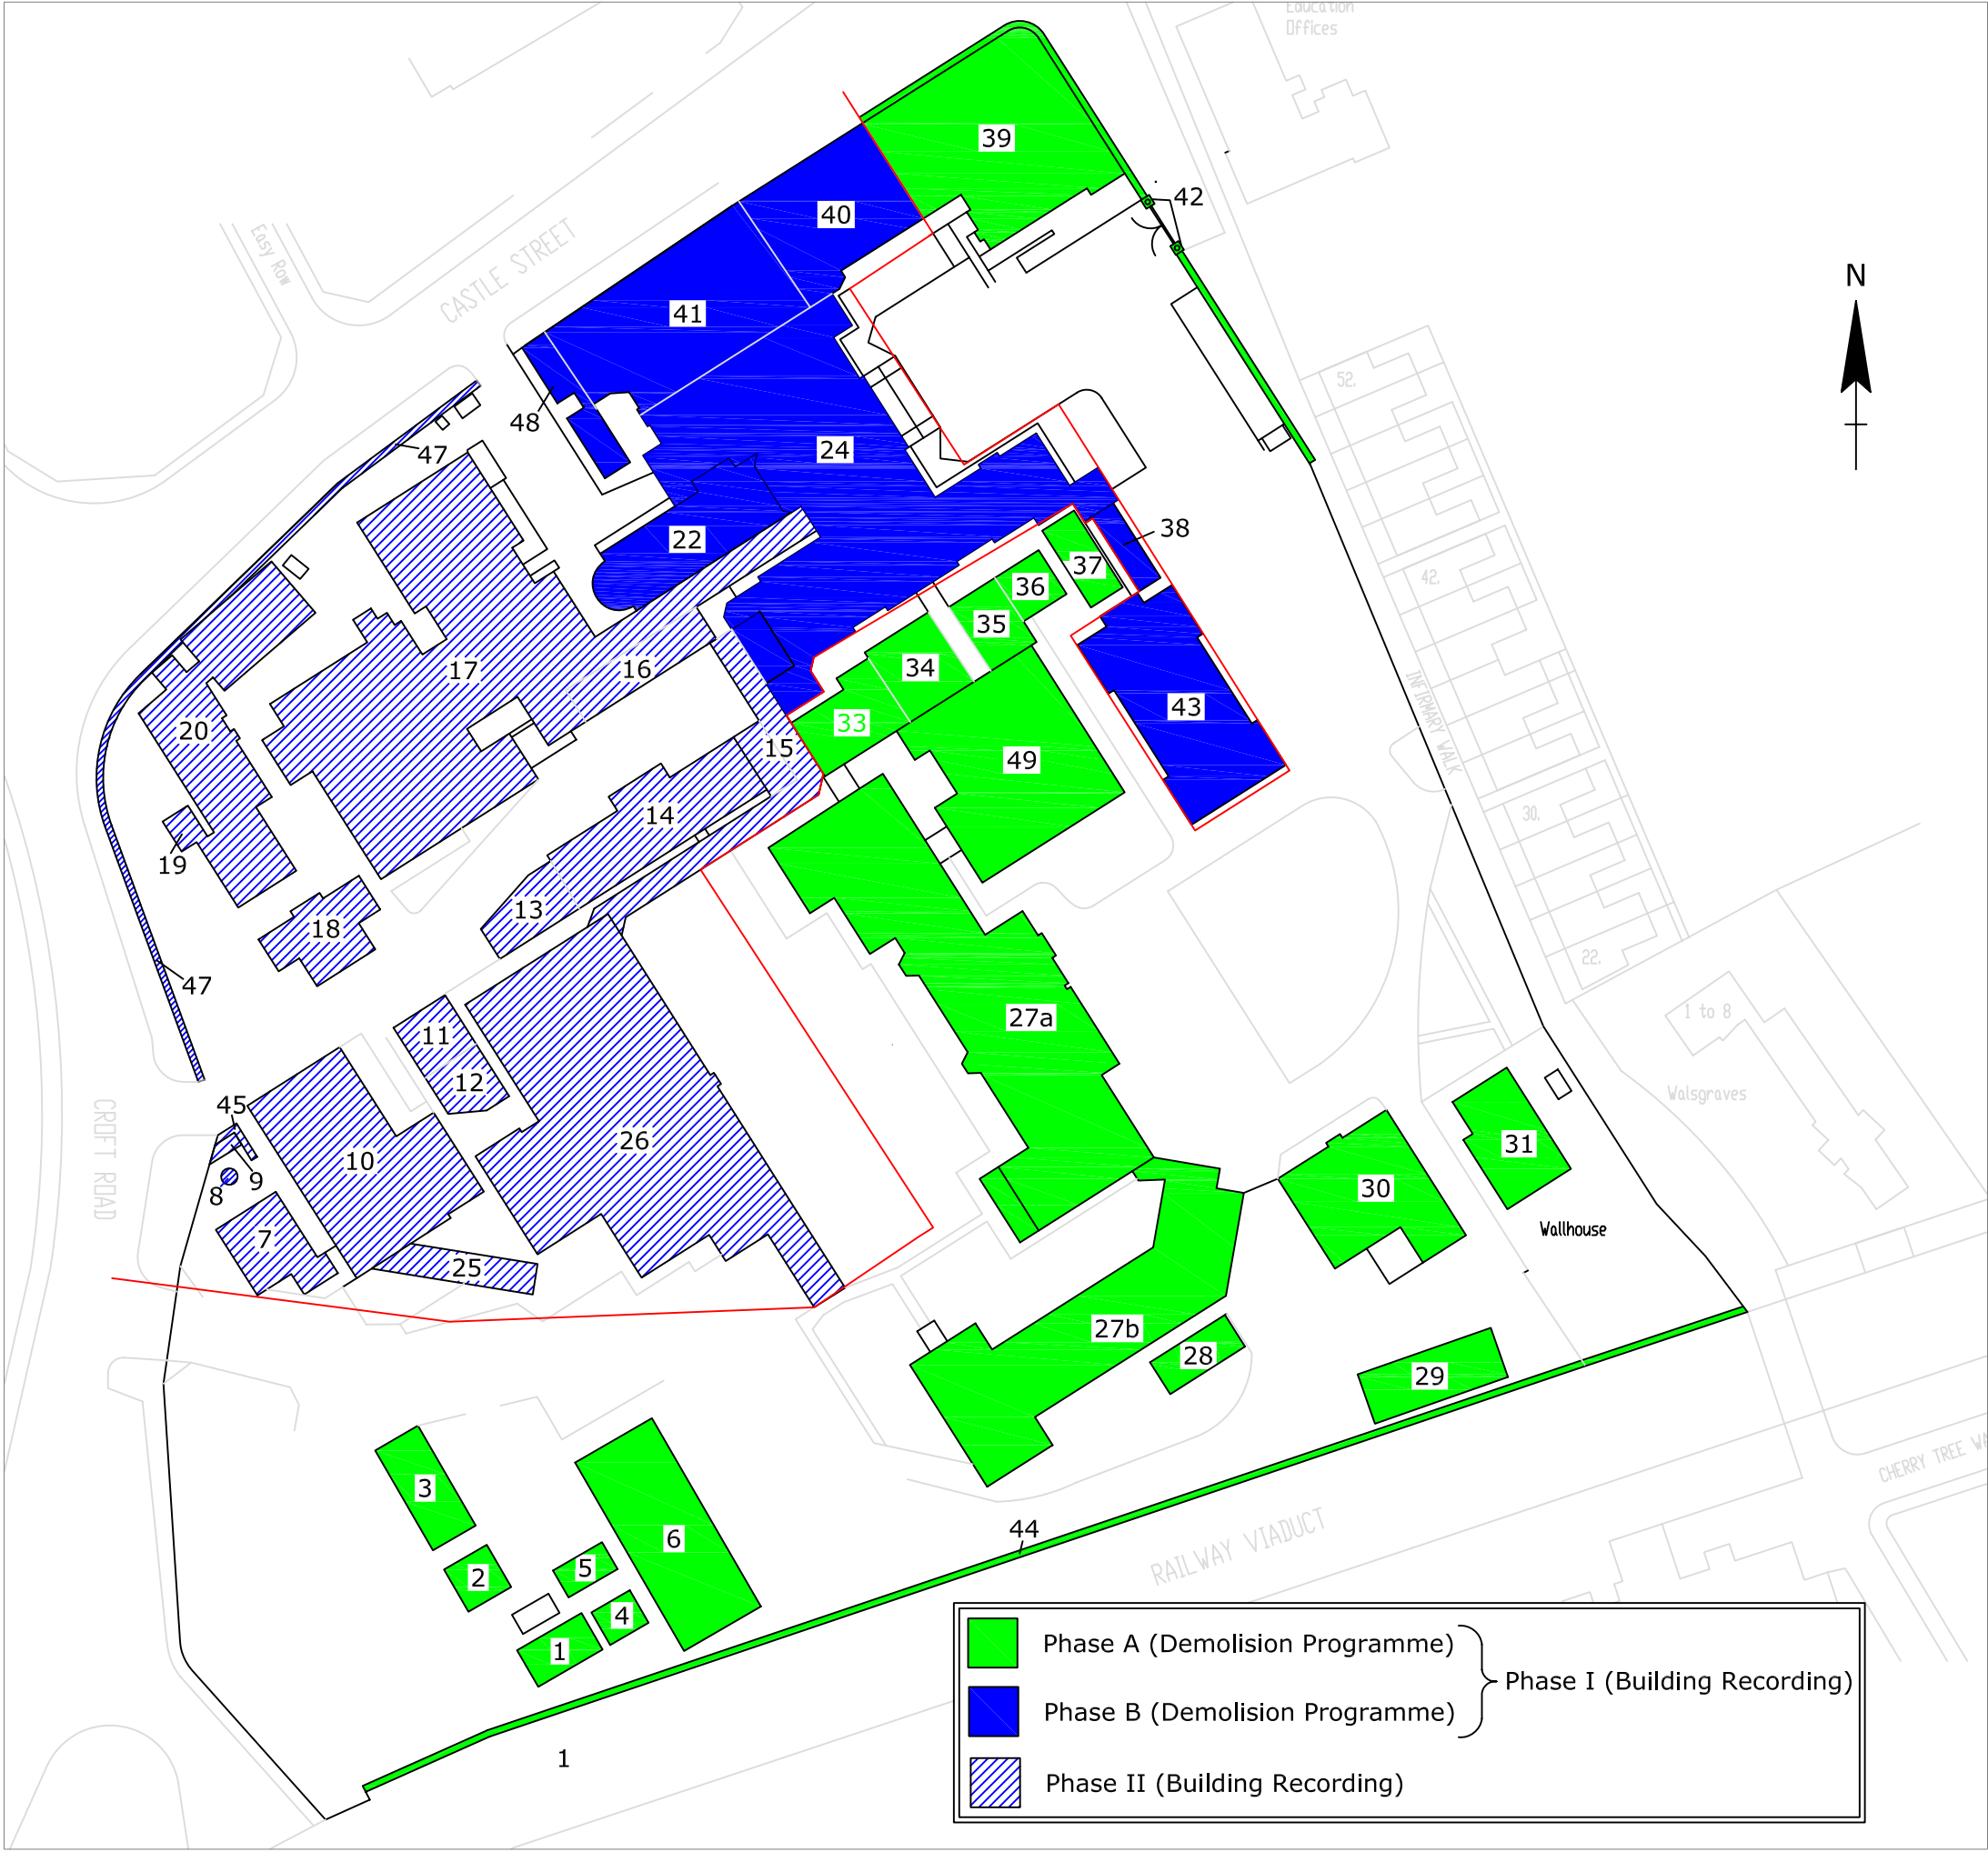 Education
Offices
39
42
40
41
Easy Row
CASTLE STREET
N
52.
48
47
24
22
38
37
36
42.
35
17
16
34
20
33
15
43
INFIRMARY WALK
49
14
30.
19
13
18
22.
47
27a
1 to 8
11
12
Walsgraves
CROFT ROAD
45
10
9
8
26
31
30
7
25
Wallhouse
27b
28
29
CHERRY TREE WA
3
6
44
RAILWAY VIADUCT
5
2
4
1
1
Phase A (Demolision Programme)
Phase I (Building Recording)
Phase B (Demolision Programme)
Phase II (Building Recording)